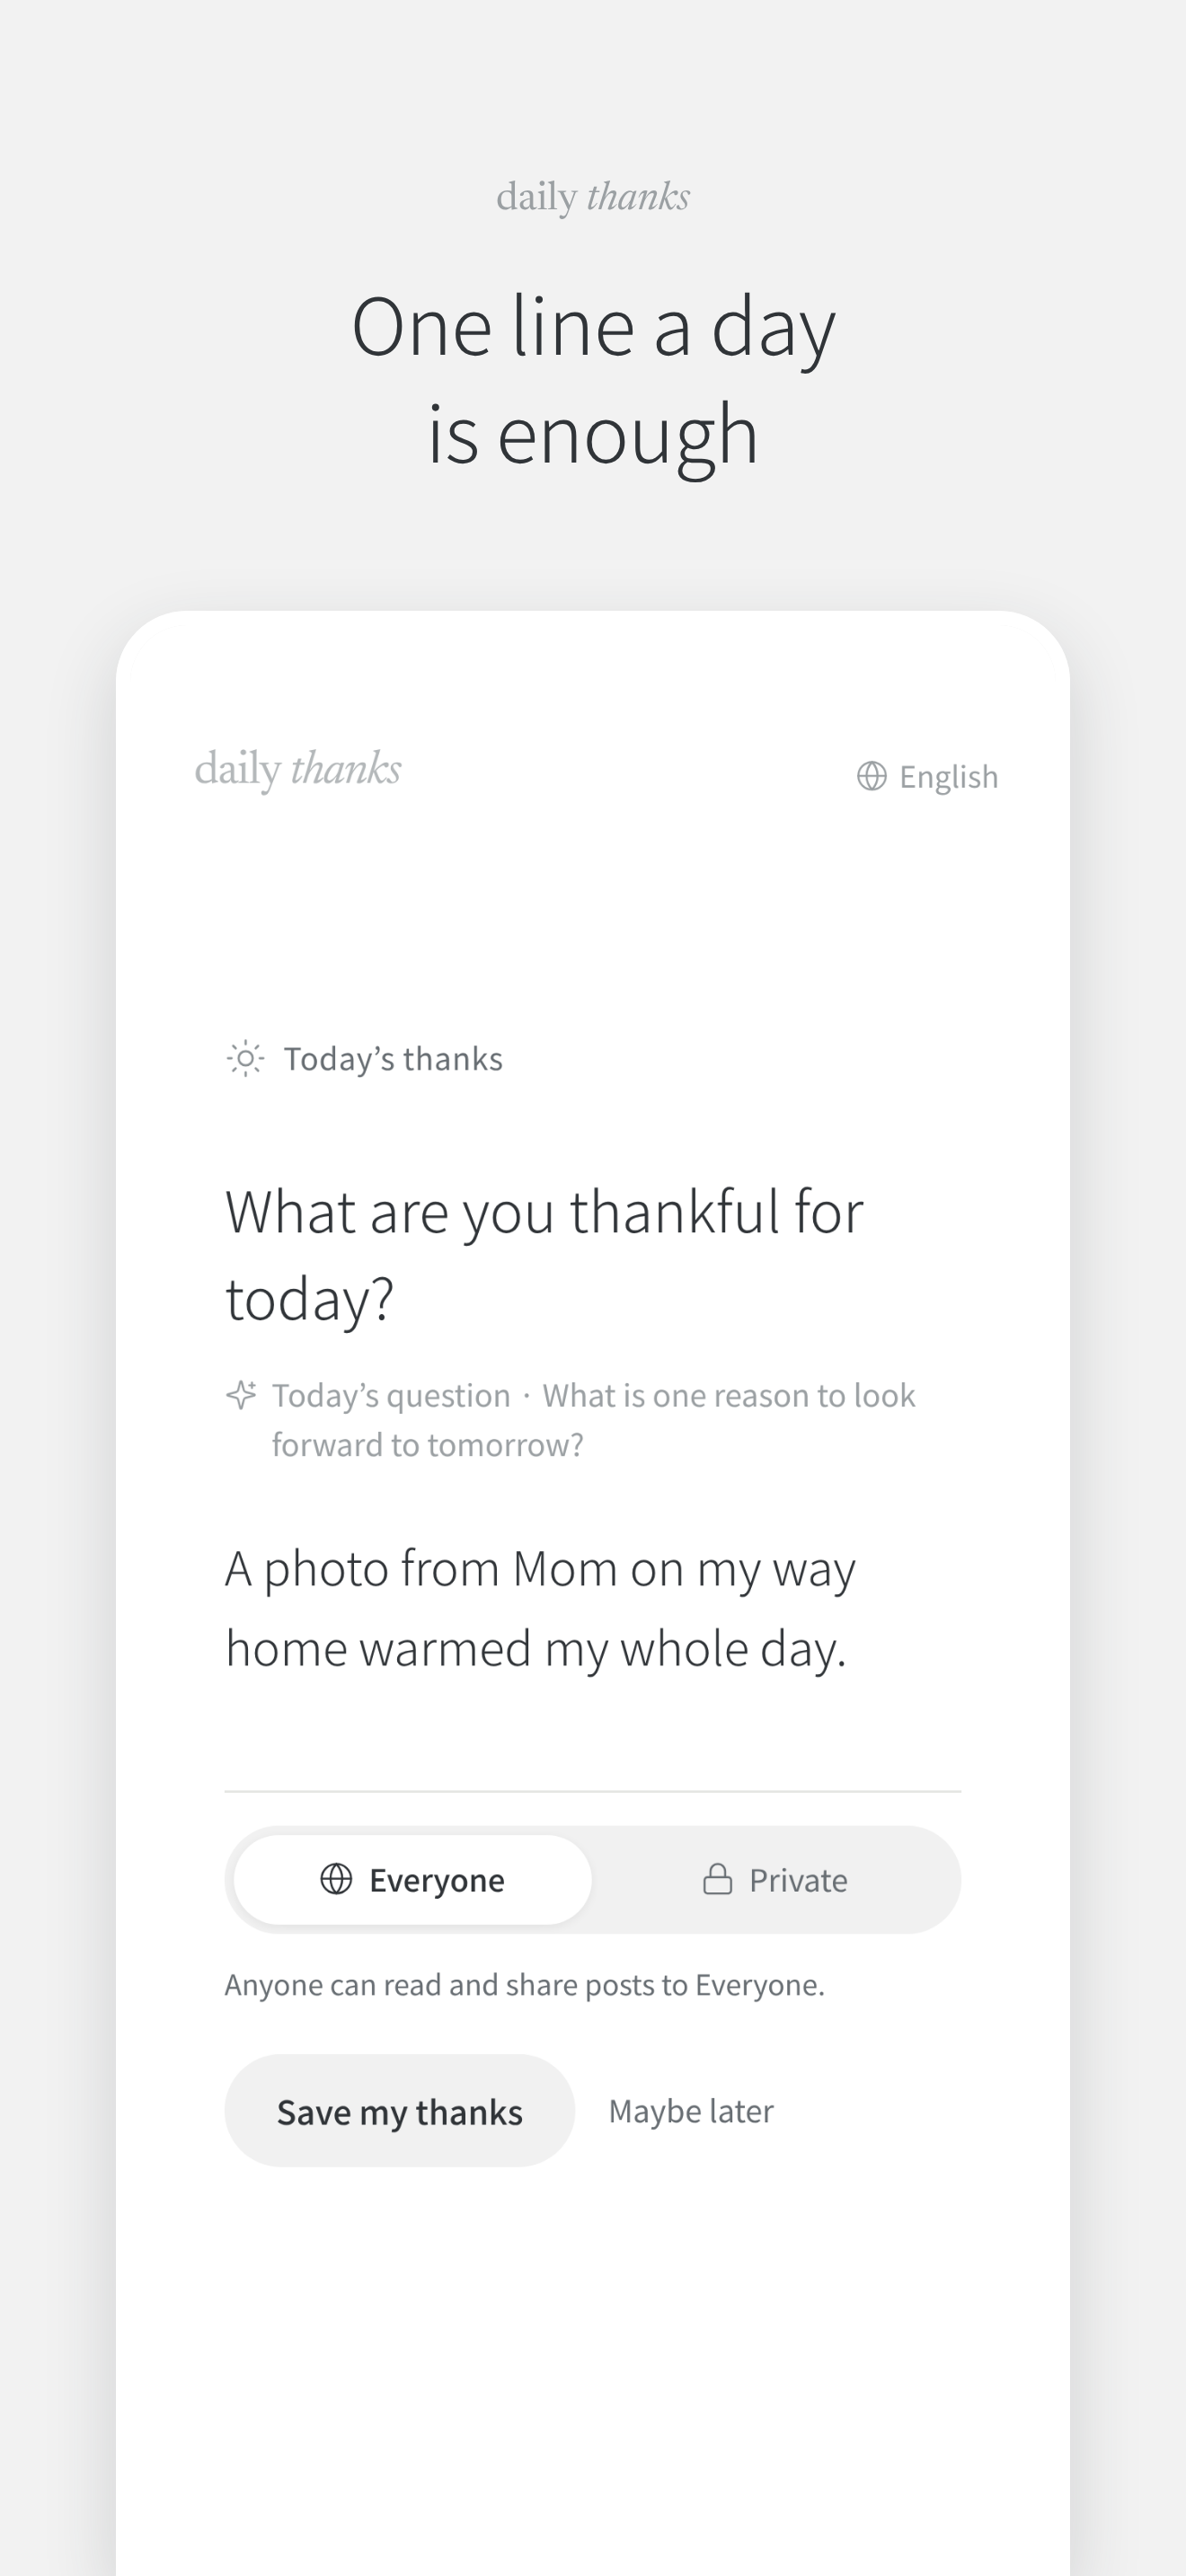 daily thanks
One line a day
is enough
daily thanks
English
Today’s thanks
What are you thankful for
today?
Today’s question · What is one reason to look
forward to tomorrow?
A photo from Mom on my way
home warmed my whole day.
Everyone
Private
Anyone can read and share posts to Everyone.
Save my thanks
Maybe later